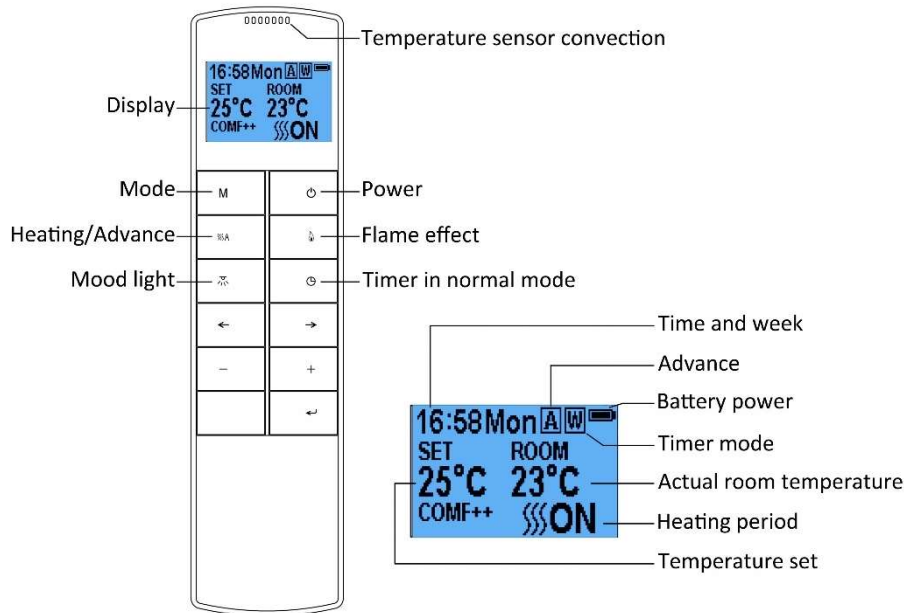 Temperature sensor convection
16:58Mon A W
SET ROOM
25°C 23°C
COMF++ ON
Display
Mode
M
Power
Heating/Advance
A
Flame effect
Mood light
Timer in normal mode
← →
- +
↵
Time and week
Advance
Battery power
16:58Mon A W
Timer mode
SET ROOM
25°C 23°C
Actual room temperature
COMF++ ON
Heating period
Temperature set